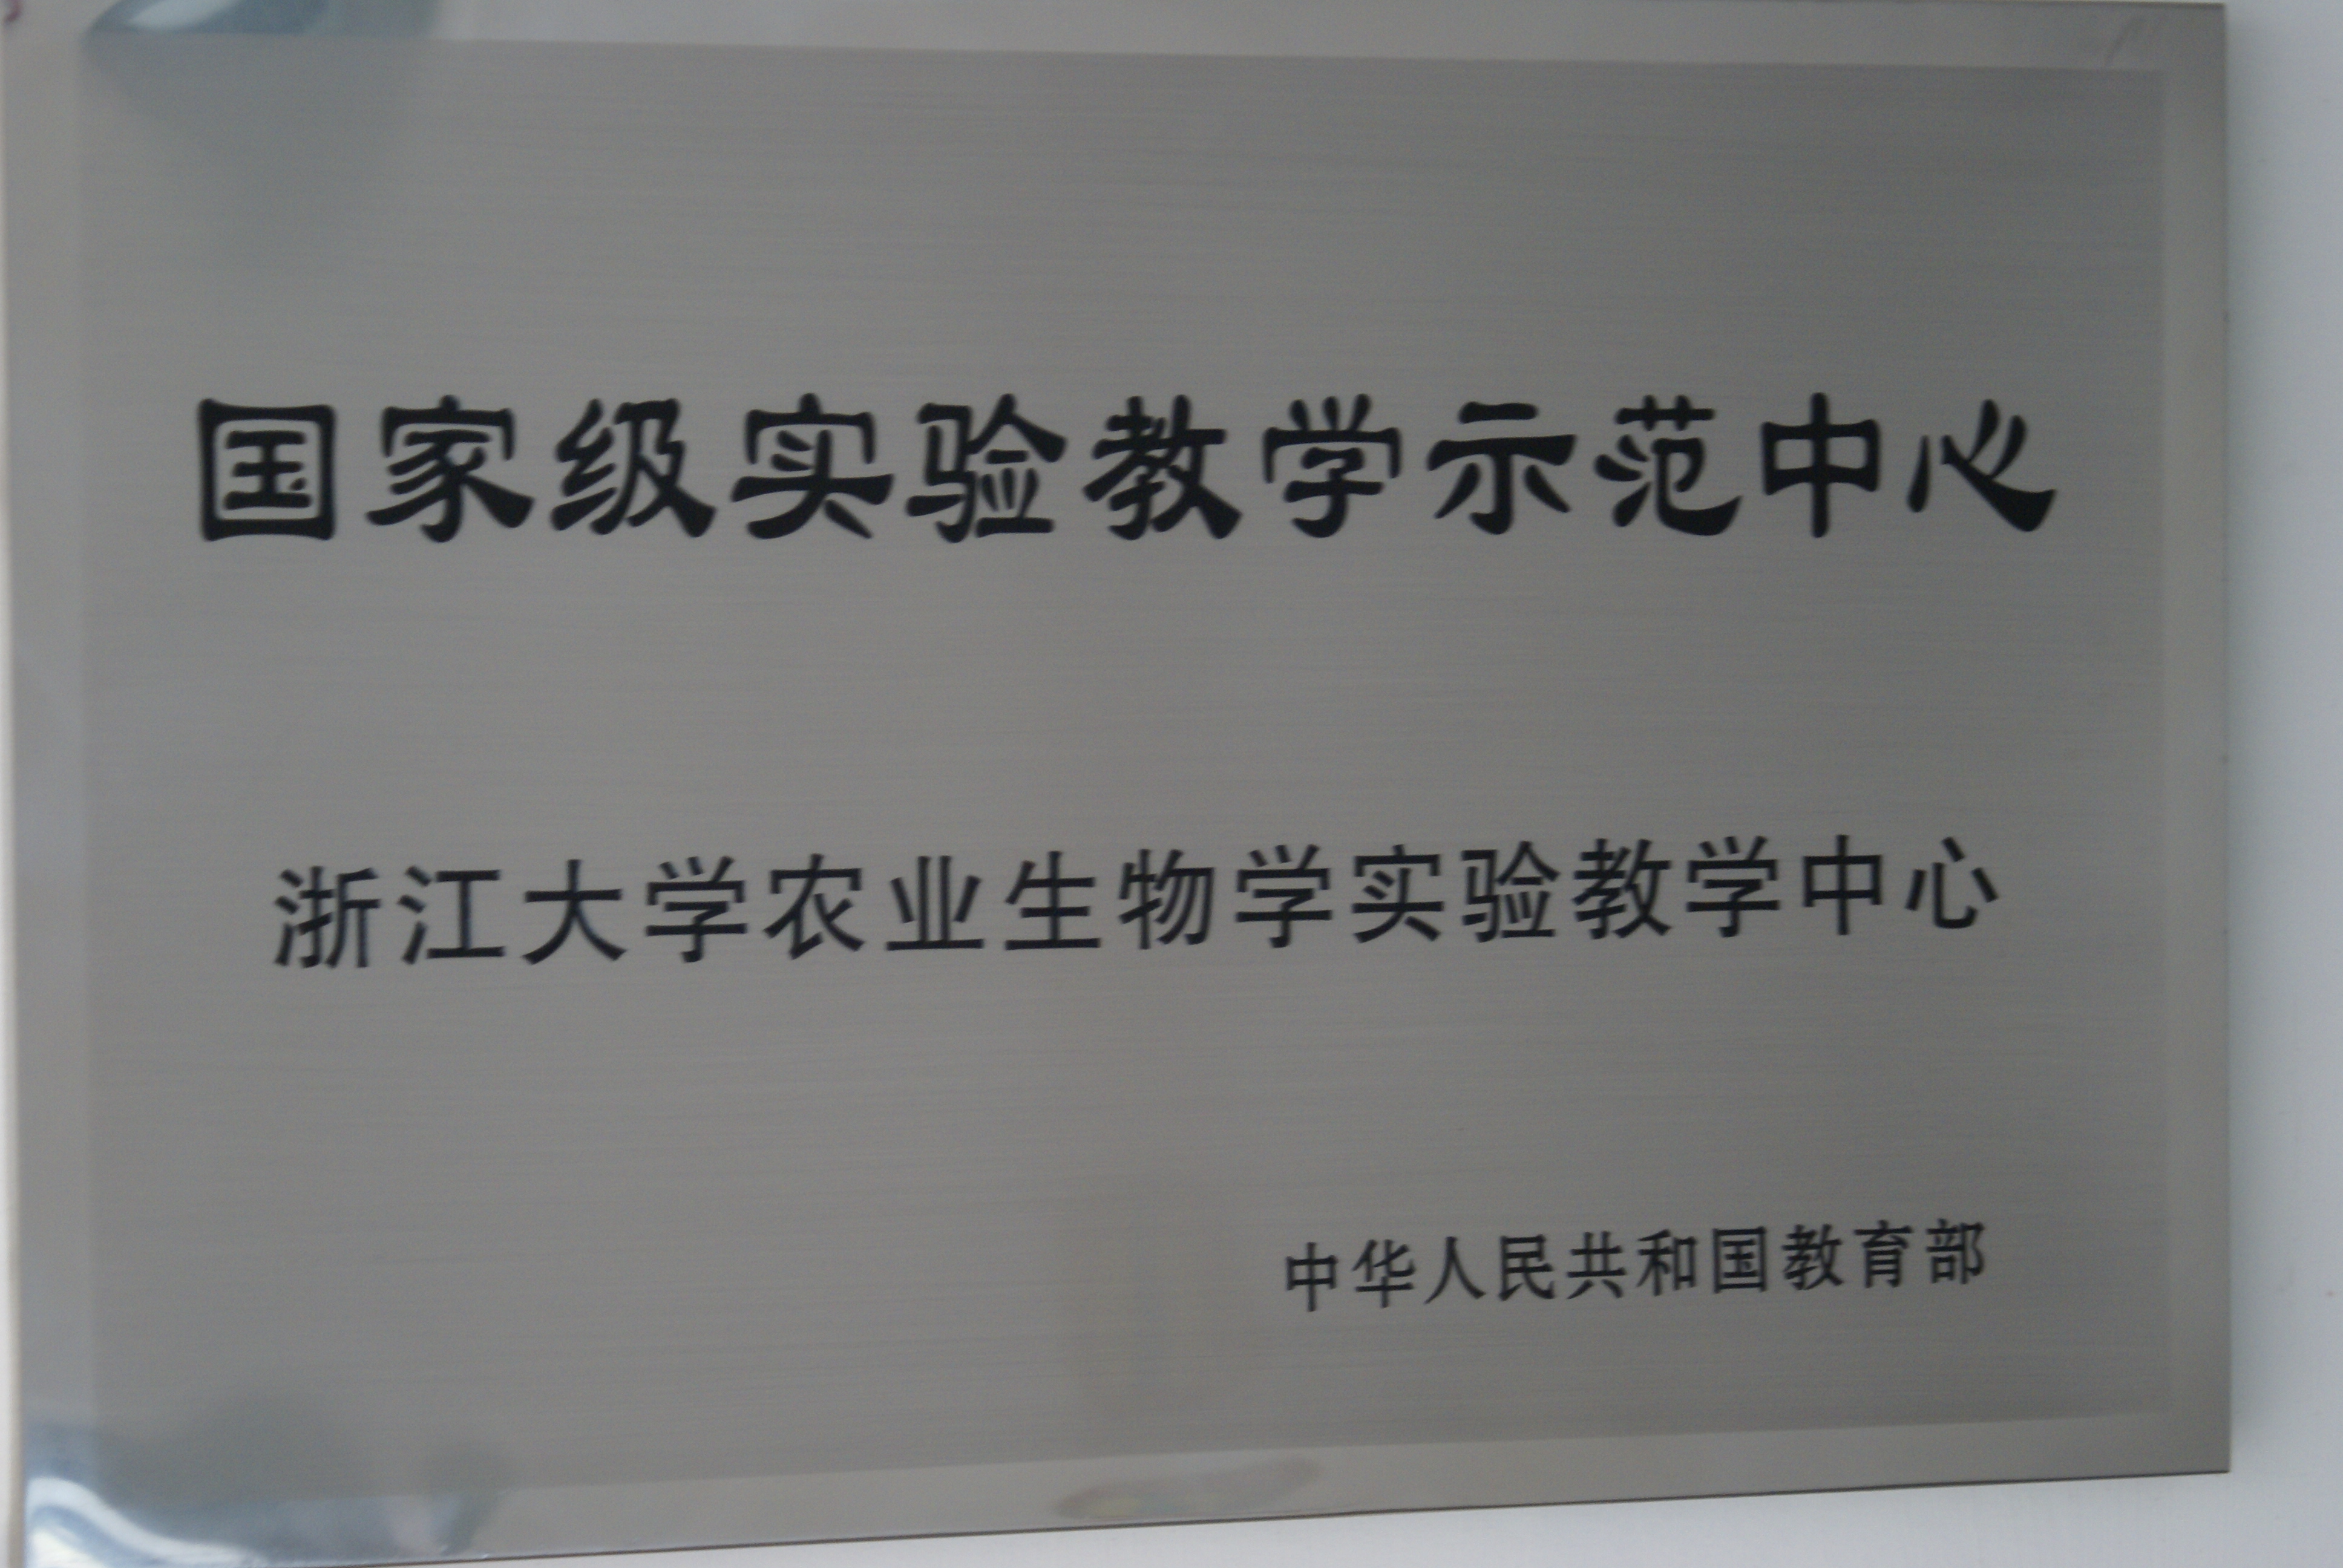 国家级实验教学示范中心
浙江大学农业生物学实验教学中心
中华人民共和国教育部